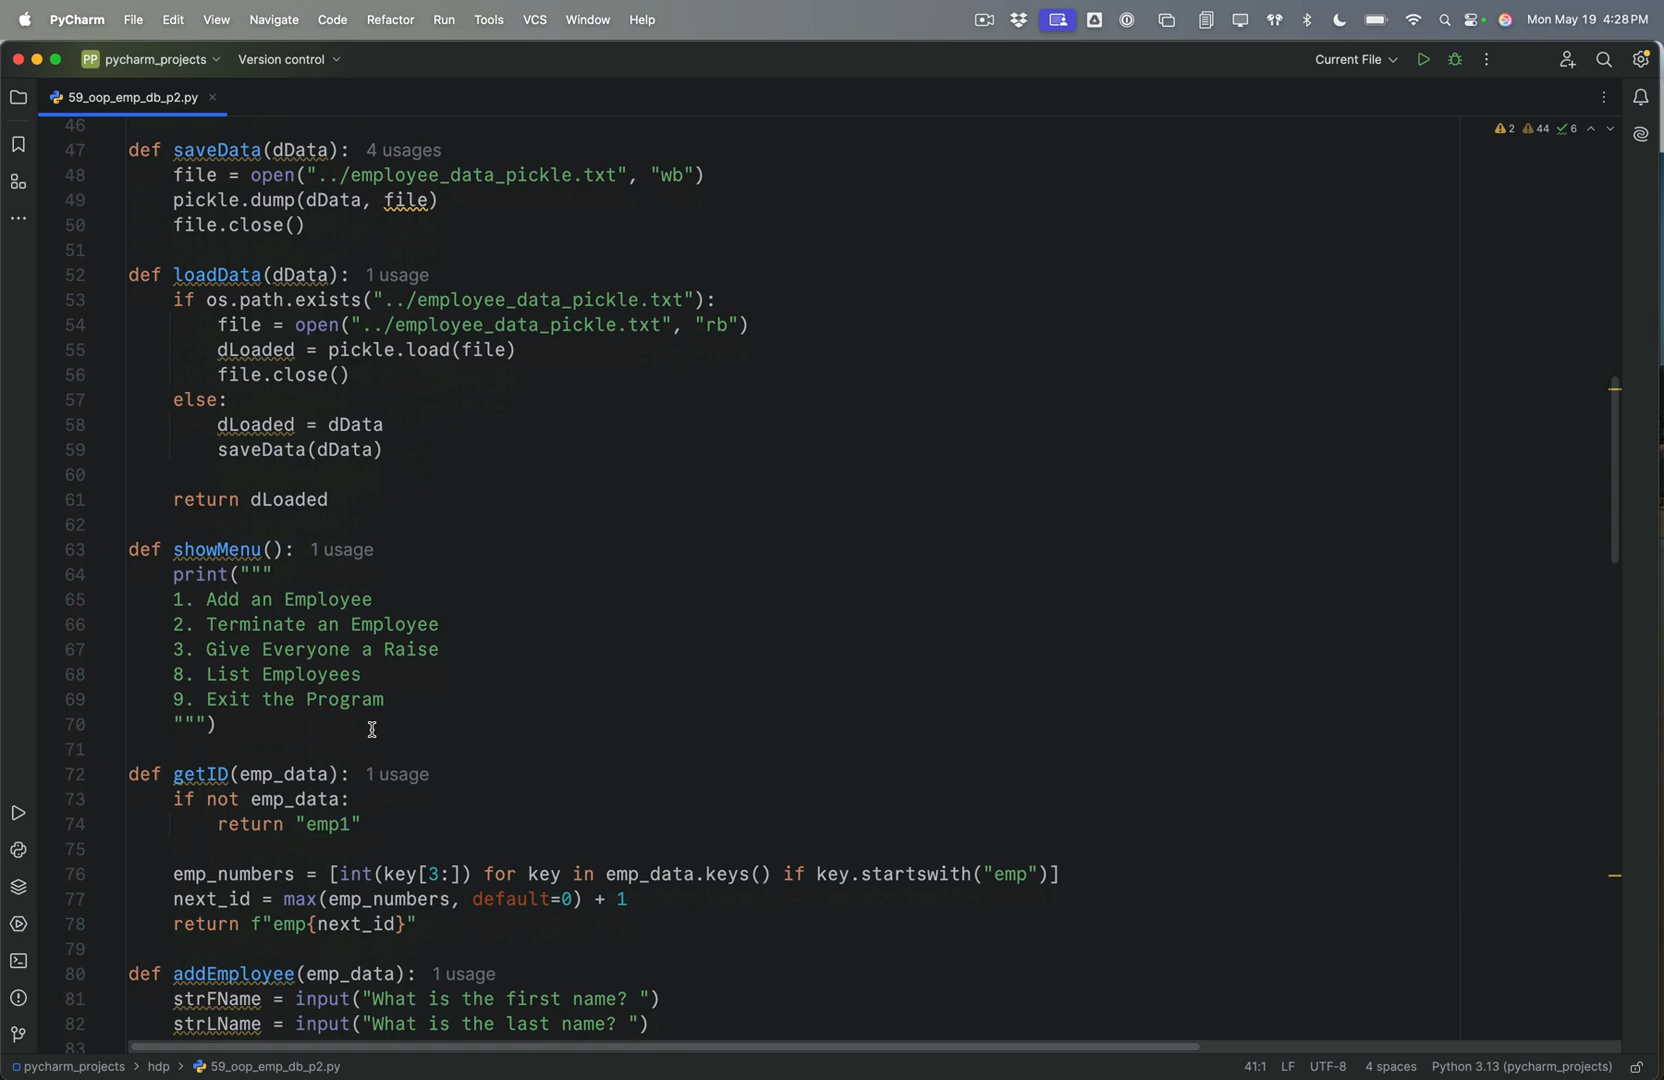 PyCharm File Edit View Navigate Code Refactor Run Tools VCS Window Help Mon May 19 4:28 PM
PP pycharm_projects Version control Current File
59_oop_emp_db_p2.py
46 2 44 6
47 def saveData(dData): 4 usages
48 file = open("../employee_data_pickle.txt", "wb")
49 pickle.dump(dData, file)
50 file.close()
51
52 def loadData(dData): 1 usage
53 if os.path.exists("../employee_data_pickle.txt"):
54 file = open("../employee_data_pickle.txt", "rb")
55 dLoaded = pickle.load(file)
56 file.close()
57 else:
58 dLoaded = dData
59 saveData(dData)
60
61 return dLoaded
62
63 def showMenu(): 1 usage
64 print("""
65 1. Add an Employee
66 2. Terminate an Employee
67 3. Give Everyone a Raise
68 8. List Employees
69 9. Exit the Program
70 """)
71
72 def getID(emp_data): 1 usage
73 if not emp_data:
74 return "emp1"
75
76 emp_numbers = [int(key[3:]) for key in emp_data.keys() if key.startswith("emp")]
77 next_id = max(emp_numbers, default=0) + 1
78 return f"emp{next_id}"
79
80 def addEmployee(emp_data): 1 usage
81 strFName = input("What is the first name? ")
82 strLName = input("What is the last name? ")
83
pycharm_projects > hdp > 59_oop_emp_db_p2.py 41:1 LF UTF-8 4 spaces Python 3.13 (pycharm_projects)